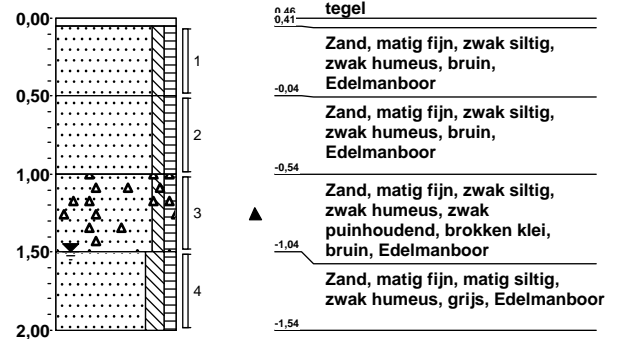 0,00
0,50
1,00
1,50
2,00
1
2
3
4
0,46 tegel
0,41
Zand, matig fijn, zwak siltig,
zwak humeus, bruin,
Edelmanboor
-0,04
Zand, matig fijn, zwak siltig,
zwak humeus, bruin,
Edelmanboor
-0,54
Zand, matig fijn, zwak siltig,
zwak humeus, zwak
puinhoudend, brokken klei,
bruin, Edelmanboor
-1,04
Zand, matig fijn, matig siltig,
zwak humeus, grijs, Edelmanboor
-1,54